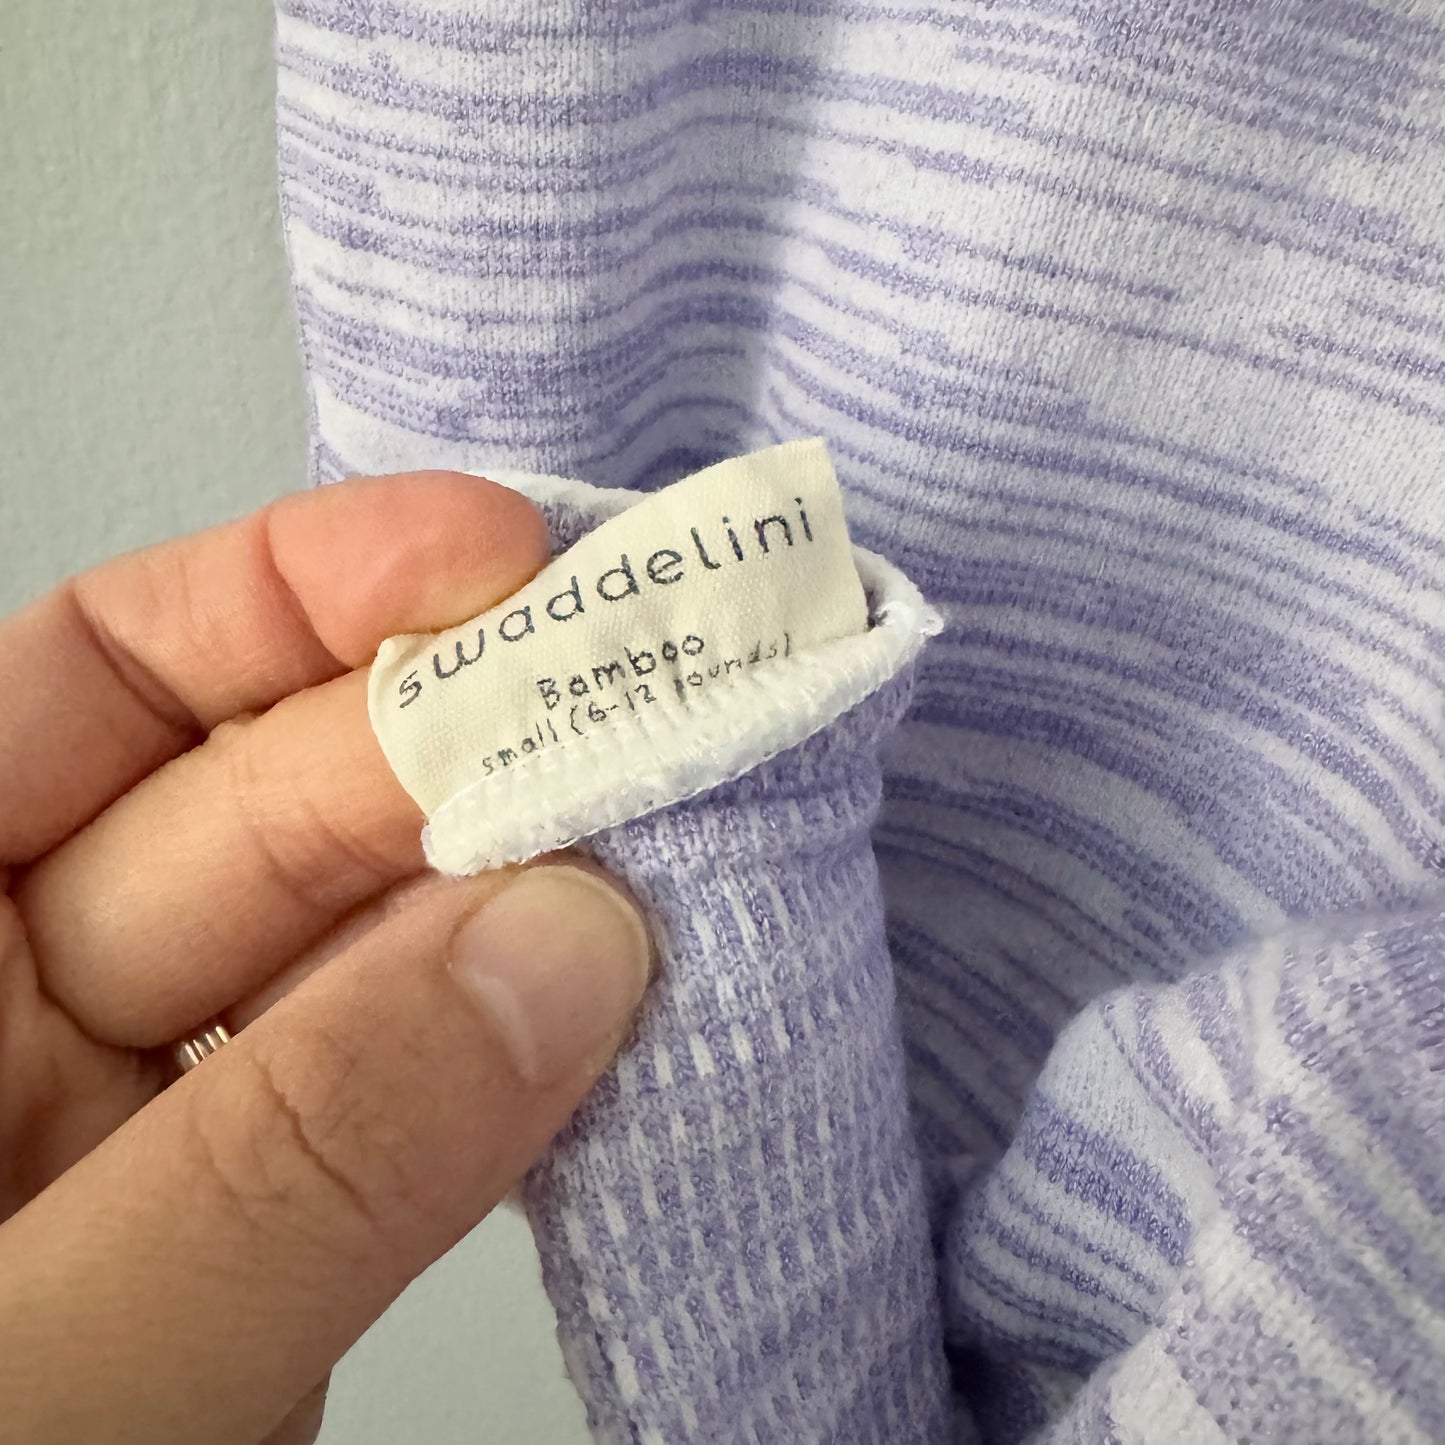 swaddelini
Bamboo
small (6-12 pounds)